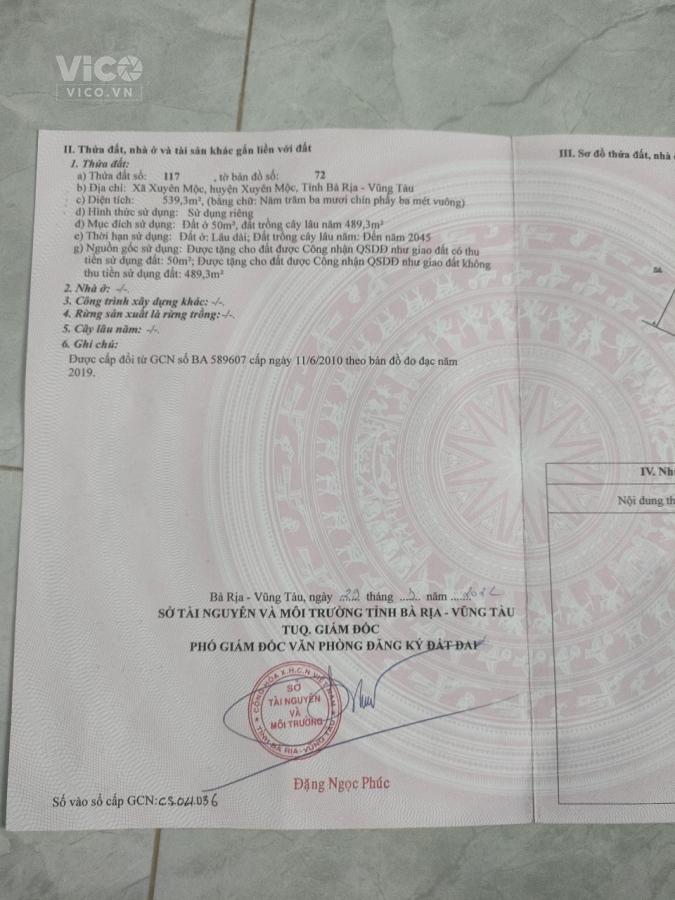 VICO
VICO.VN
II. Thửa đất, nhà ở và tài sản khác gắn liền với đất
1. Thửa đất:
a) Thửa đất số: 117 , tờ bản đồ số: 72
b) Địa chỉ: Xã Xuyên Mộc, huyện Xuyên Mộc, Tỉnh Bà Rịa - Vũng Tàu
c) Diện tích: 539,3m², (bằng chữ: Năm trăm ba mươi chín phẩy ba mét vuông)
d) Hình thức sử dụng: Sử dụng riêng
đ) Mục đích sử dụng: Đất ở 50m², đất trồng cây lâu năm 489,3m²
e) Thời hạn sử dụng: Đất ở: Lâu dài; Đất trồng cây lâu năm: Đến năm 2045
g) Nguồn gốc sử dụng: Được tặng cho đất được Công nhận QSDĐ như giao đất có thu
tiền sử dụng đất: 50m²; Được tặng cho đất được Công nhận QSDĐ như giao đất không
thu tiền sử dụng đất: 489,3m²
2. Nhà ở: -/-.
3. Công trình xây dựng khác: -/-.
4. Rừng sản xuất là rừng trồng:-/-.
5. Cây lâu năm: -/-.
6. Ghi chú:
Được cấp đổi từ GCN số BA 589607 cấp ngày 11/6/2010 theo bản đồ đo đạc năm
2019.
III. Sơ đồ thửa đất, nhà
IV. Nh
Nội dung th
Bà Rịa - Vũng Tàu, ngày 22 tháng năm 2022
SỞ TÀI NGUYÊN VÀ MÔI TRƯỜNG TỈNH BÀ RỊA - VŨNG TÀU
TUQ. GIÁM ĐỐC
PHÓ GIÁM ĐỐC VĂN PHÒNG ĐĂNG KÝ ĐẤT ĐAI
CỘNG HÒA X.H.C.N VIỆT NAM
SỞ
TÀI NGUYÊN
VÀ
MÔI TRƯỜNG
TỈNH BÀ RỊA - VŨNG TÀU
Đặng Ngọc Phúc
Số vào sổ cấp GCN:CS04036